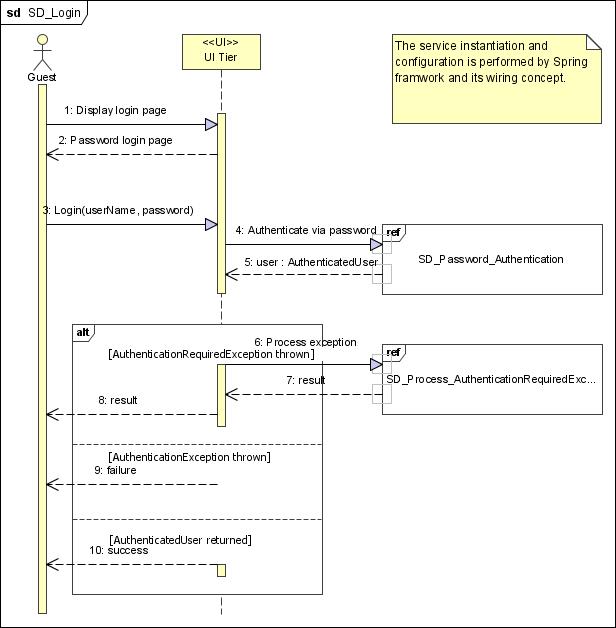 sd SD_Login
Guest
<<UI>>
UI Tier
The service instantiation and
configuration is performed by Spring
framwork and its wiring concept.
1: Display login page
2: Password login page
3: Login(userName, password)
4: Authenticate via password
ref
SD_Password_Authentication
5: user : AuthenticatedUser
alt
6: Process exception
[AuthenticationRequiredException thrown]
ref
SD_Process_AuthenticationRequiredExc...
7: result
8: result
[AuthenticationException thrown]
9: failure
[AuthenticatedUser returned]
10: success